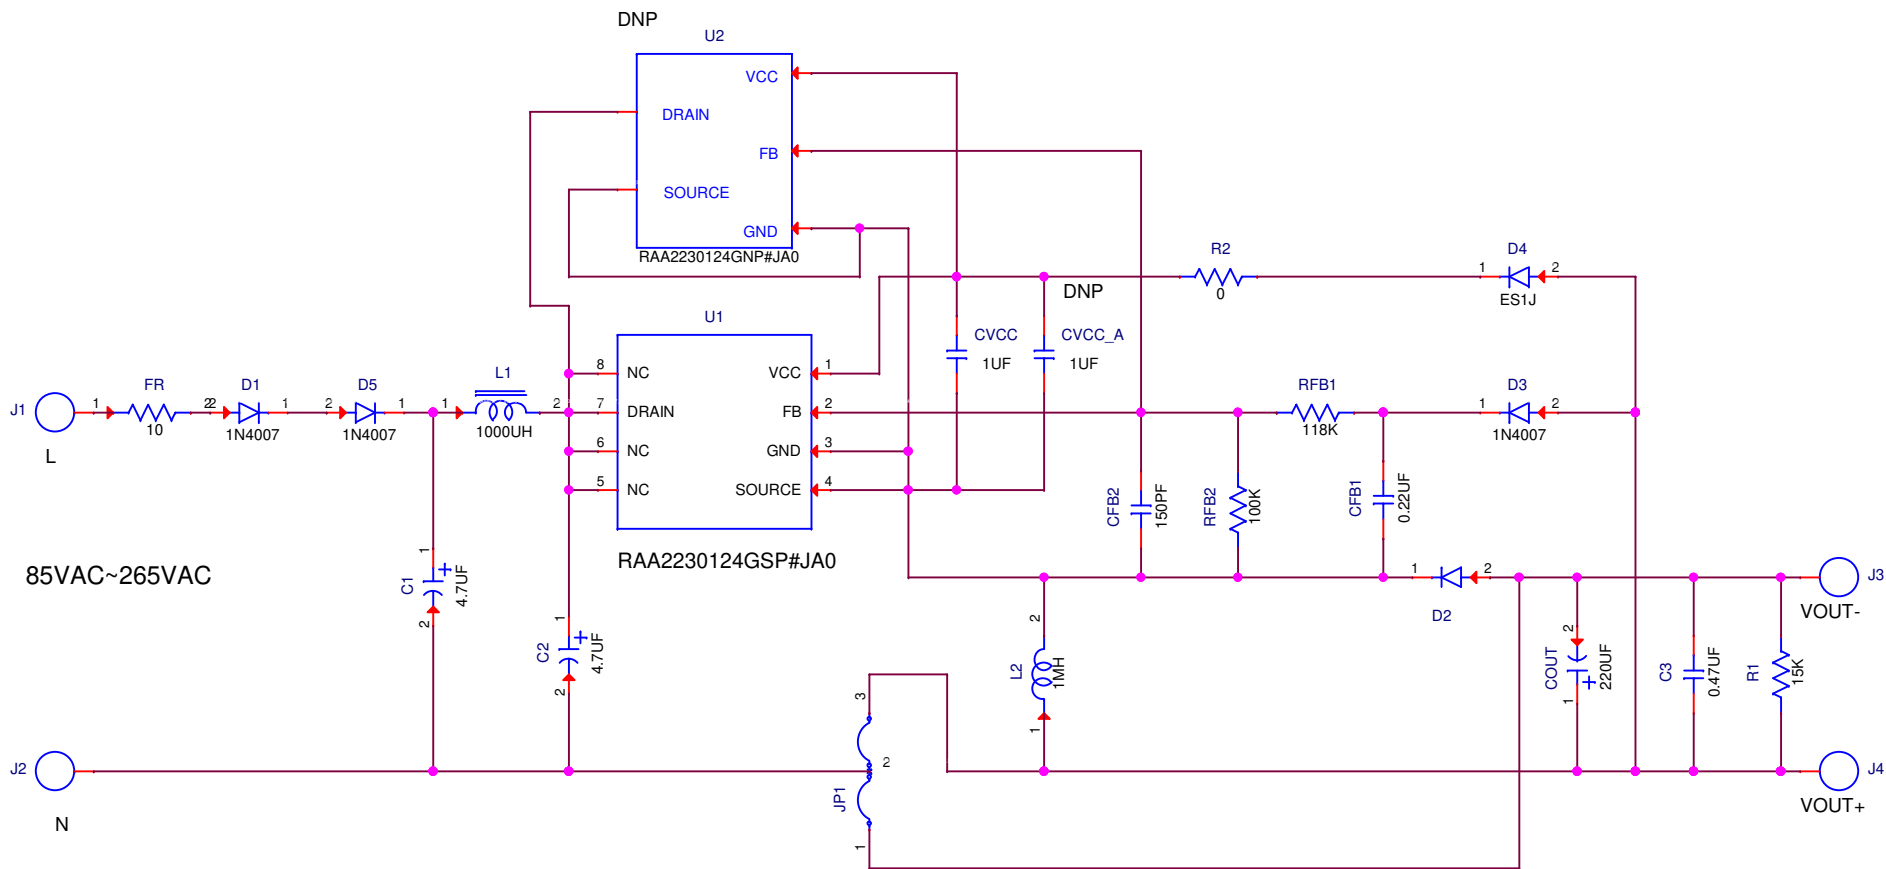 DNP
U2
VCC
DRAIN
FB
SOURCE
GND
RAA2230124GNP#JA0
R2
0
D4
1 2
ES1J
DNP
U1
CVCC
1UF
CVCC_A
1UF
8 NC
VCC 1
7 DRAIN
FB 2
6 NC
GND 3
5 NC
SOURCE 4
RAA2230124GSP#JA0
J1
L
1
FR
10
2
2
D1
1
1N4007
2
D5
1
1N4007
1
L1
2
1000UH
RFB1
118K
D3
1 2
1N4007
CFB2
150PF
RFB2
100K
CFB1
0.22UF
85VAC~265VAC
1
C1
4.7UF
2
1
C2
4.7UF
2
1 2
D2
J3
VOUT-
2
L2
1MH
1
2
COUT
220UF
1
C3
0.47UF
R1
15K
3
2
JP1
1
J2
N
J4
VOUT+